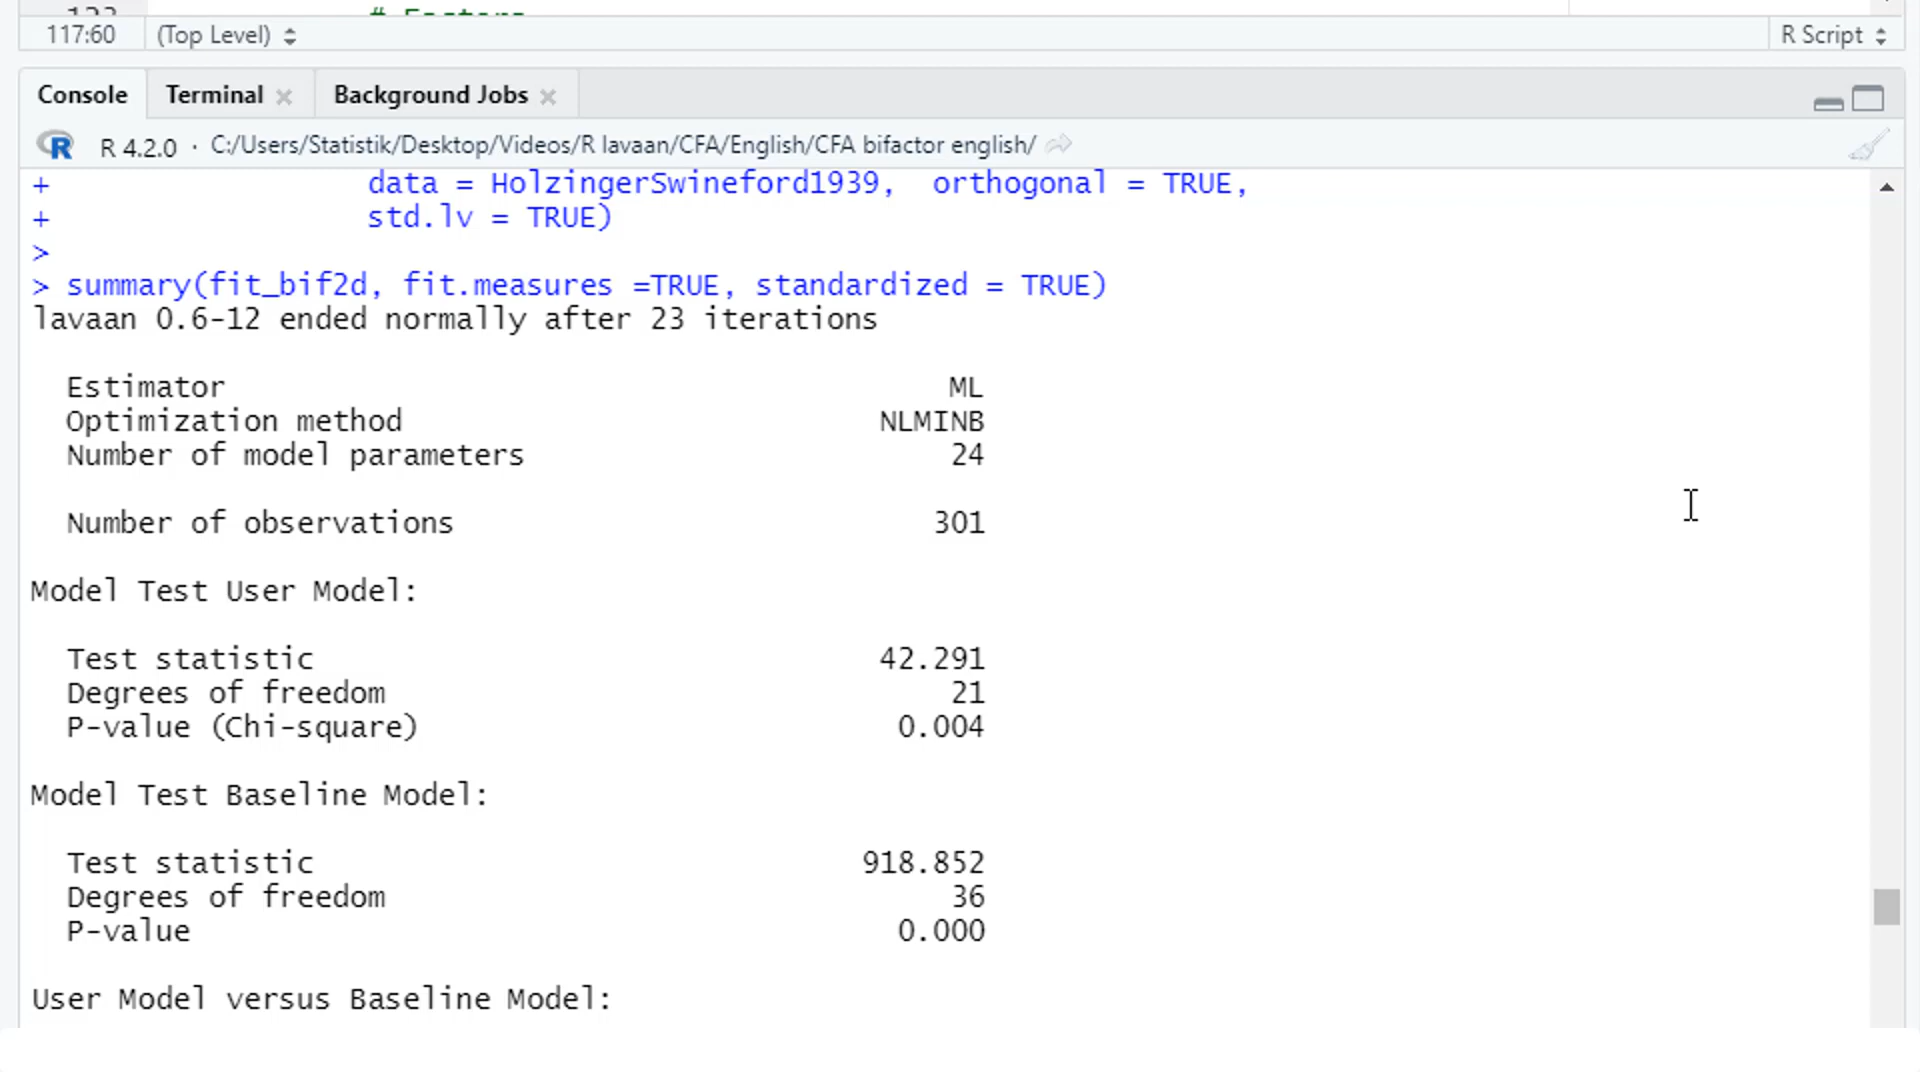 123 # Factors
117:60 (Top Level) R Script
Console Terminal Background Jobs
R 4.2.0 · C:/Users/Statistik/Desktop/Videos/R lavaan/CFA/English/CFA bifactor english/
+ data = HolzingerSwineford1939, orthogonal = TRUE,
+ std.lv = TRUE)
>
> summary(fit_bif2d, fit.measures =TRUE, standardized = TRUE)
lavaan 0.6-12 ended normally after 23 iterations
Estimator ML
Optimization method NLMINB
Number of model parameters 24
Number of observations 301
Model Test User Model:
Test statistic 42.291
Degrees of freedom 21
P-value (Chi-square) 0.004
Model Test Baseline Model:
Test statistic 918.852
Degrees of freedom 36
P-value 0.000
User Model versus Baseline Model: